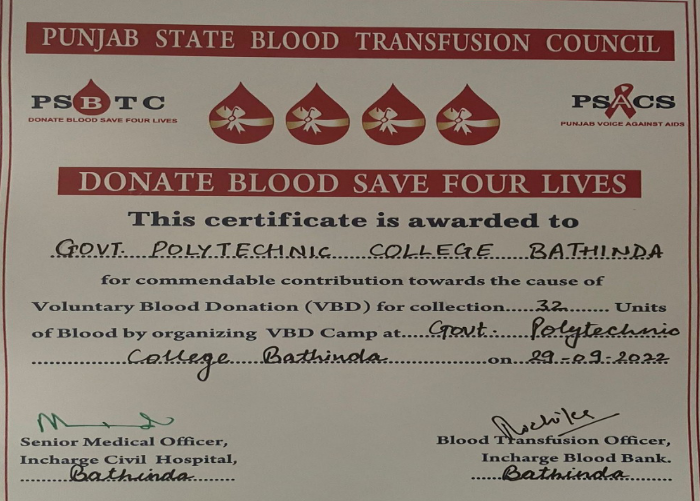 PUNJAB STATE BLOOD TRANSFUSION COUNCIL
PSBTC
DONATE BLOOD SAVE FOUR LIVES
PSACS
PUNJAB VOICE AGAINST AIDS
DONATE BLOOD SAVE FOUR LIVES
This certificate is awarded to
GOVT. POLYTECHNIC COLLEGE BATHINDA
for commendable contribution towards the cause of
Voluntary Blood Donation (VBD) for collection.....32..... Units
of Blood by organizing VBD Camp at.....Govt. Polytechnic
College Bathinda on 29-09-2022
Senior Medical Officer,
Incharge Civil Hospital,
Bathinda
Blood Transfusion Officer,
Incharge Blood Bank.
Bathinda